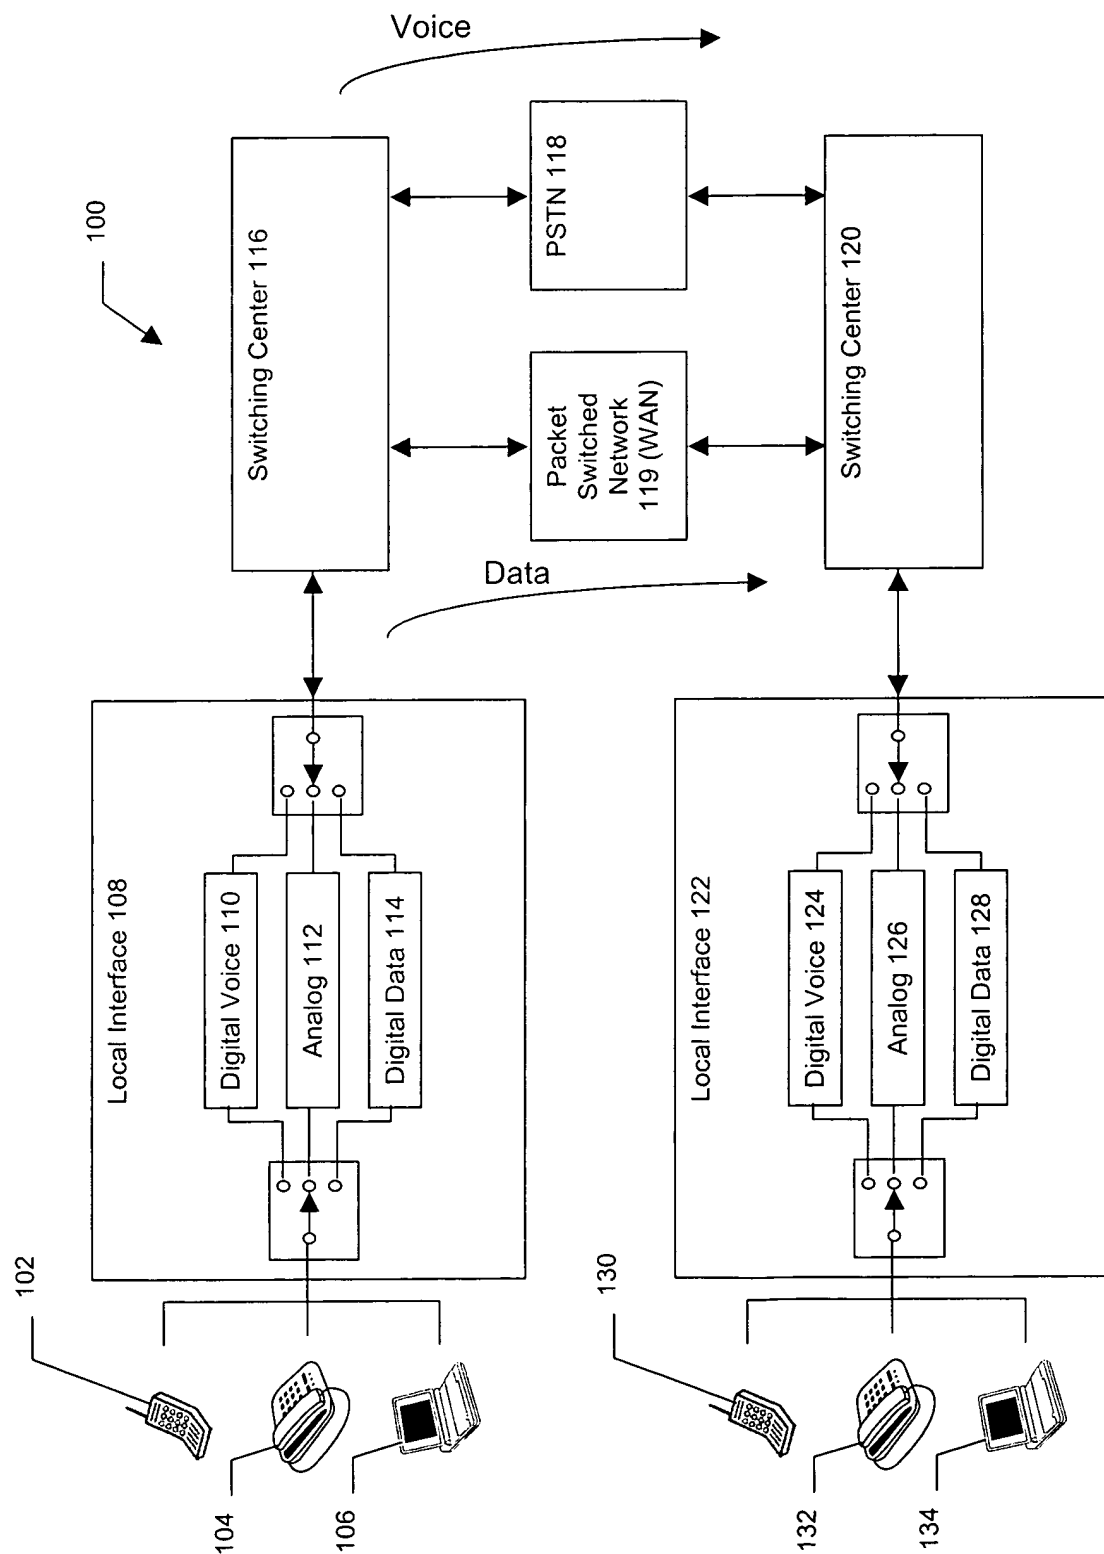 100
Voice
Data
Switching Center 116
PSTN 118
Packet
Switched
Network
119 (WAN)
Switching Center 120
Local Interface 108
Digital Voice 110
Analog 112
Digital Data 114
102
104
106
Local Interface 122
Digital Voice 124
Analog 126
Digital Data 128
130
132
134